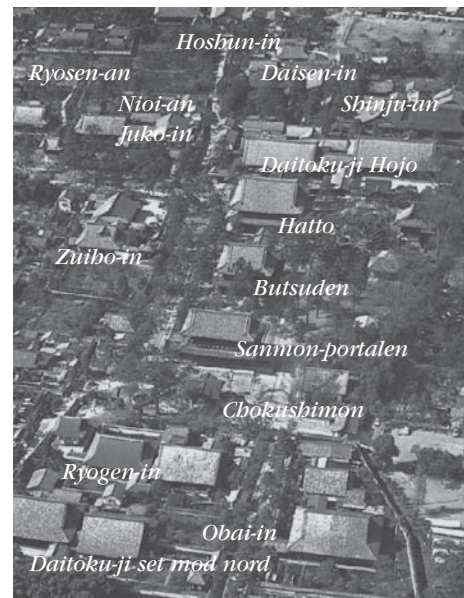 Hoshun-in
Ryosen-an Daisen-in
Nioi-an Shinju-an
Juko-in
Daitoku-ji Hojo
Hatto
Zuiho-in
Butsuden
Sanmon-portalen
Chokushimon
Ryogen-in
Obai-in
Daitoku-ji set mod nord